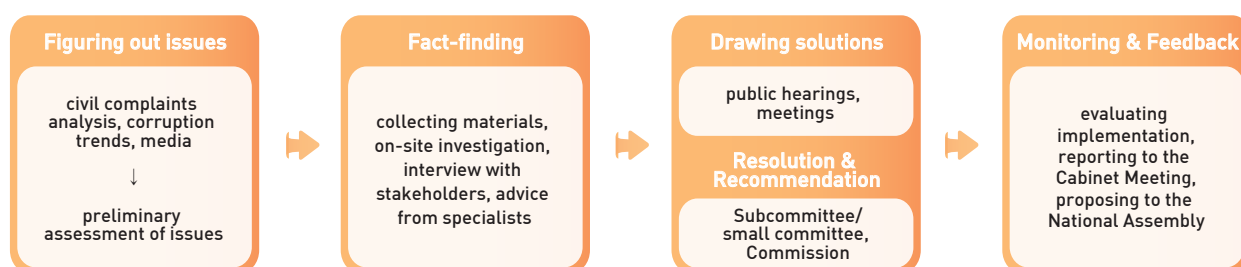 Figuring out issues
civil complaints
analysis, corruption
trends, media
↓
preliminary
assessment of issues
Fact-finding
collecting materials,
on-site investigation,
interview with
stakeholders, advice
from specialists
Drawing solutions
public hearings,
meetings
Resolution &
Recommendation
Subcommittee/
small committee,
Commission
Monitoring & Feedback
evaluating
implementation,
reporting to the
Cabinet Meeting,
proposing to the
National Assembly